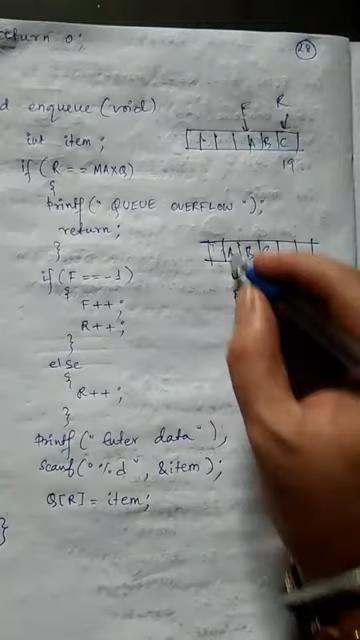 return 0;
28
d enqueue (void)
int item;
if (R == MAXQ)
{
printf(" QUEUE OVERFLOW ");
return;
}
if (F == -1)
{
F++;
R++;
}
else
{
R++;
}
printf(" Enter data");
scanf("%d", &item);
Q[R] = item;
}
F R
A B C
19
A B C